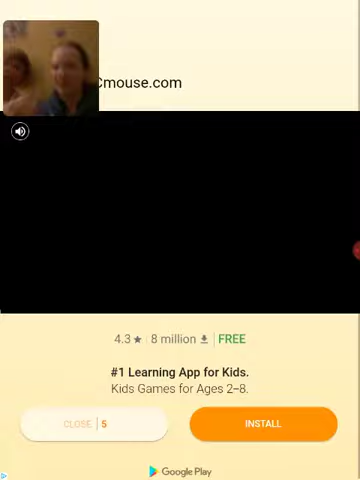 Cmouse.com
4.3 ★ 8 million FREE
#1 Learning App for Kids.
Kids Games for Ages 2–8.
CLOSE 5 INSTALL
Google Play